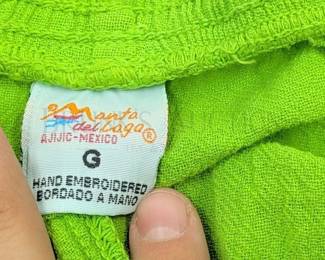 Manta
del Lago®
AJIJIC-MEXICO
G
HAND EMBROIDERED
BORDADO A MANO